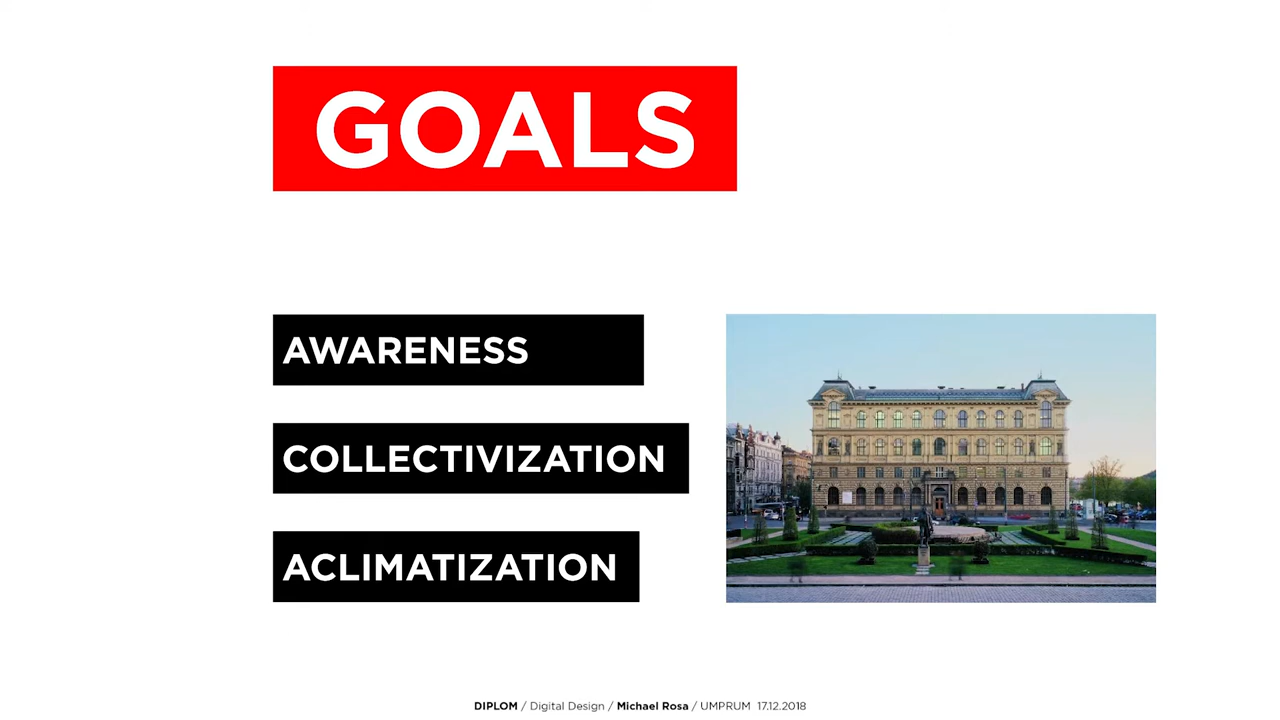 GOALS
AWARENESS
COLLECTIVIZATION
ACLIMATIZATION
DIPLOM / Digital Design / Michael Rosa / UMPRUM 17.12.2018